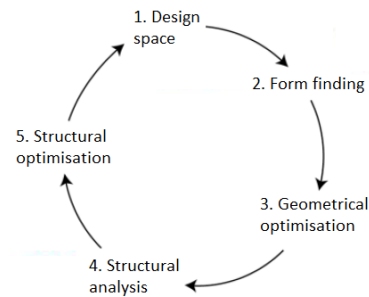 1. Design
space
2. Form finding
3. Geometrical
optimisation
4. Structural
analysis
5. Structural
optimisation